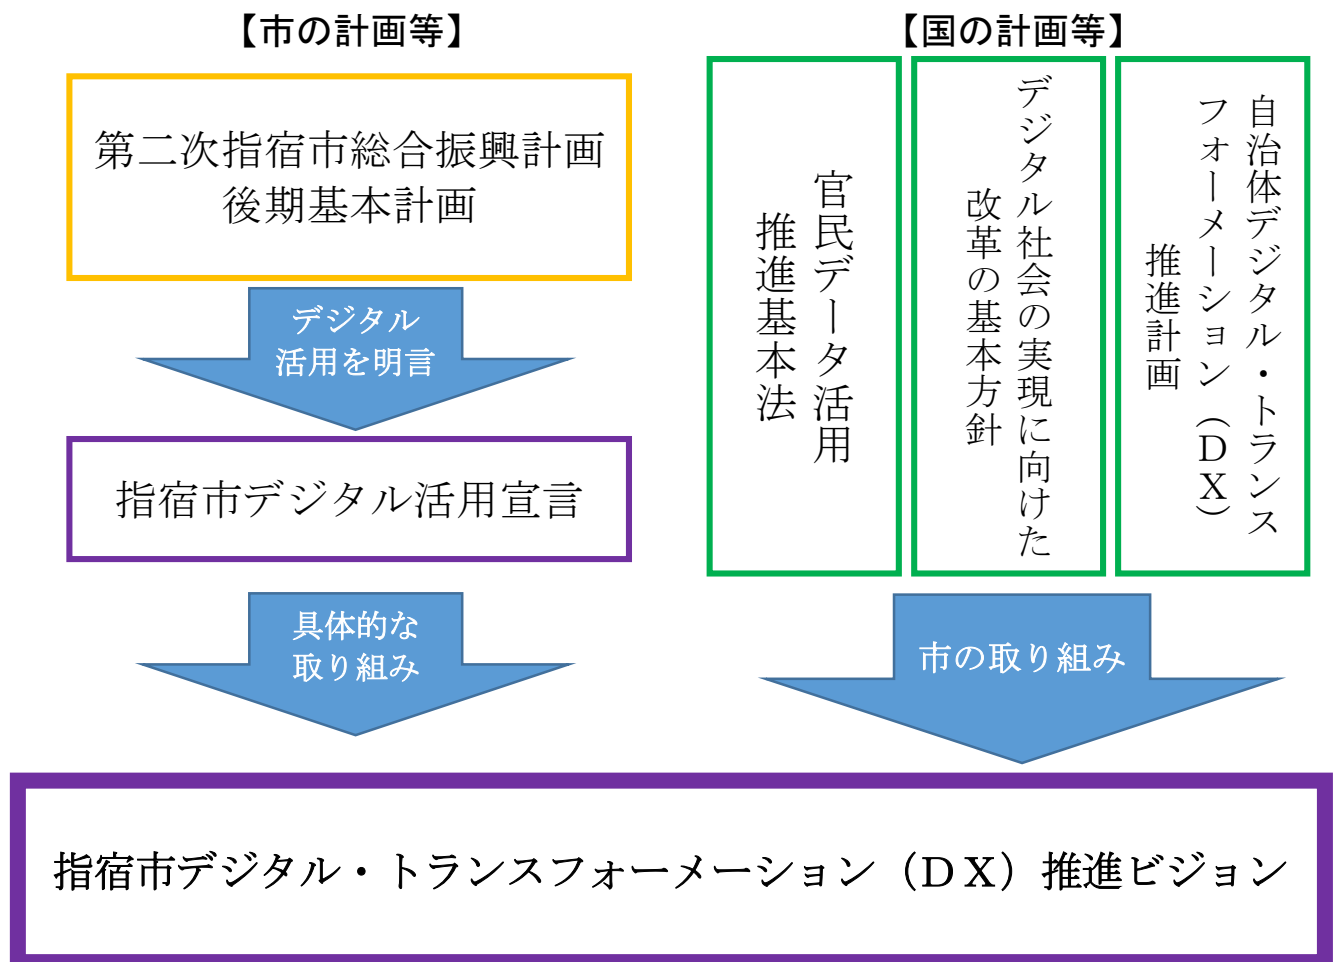 【市の計画等】
第二次指宿市総合振興計画
後期基本計画
デジタル
活用を明言
指宿市デジタル活用宣言
具体的な
取り組み
【国の計画等】
自治体デジタル・トランス
フォーメーション（ＤＸ）
推進計画
デジタル社会の実現に向けた
改革の基本方針
官民データ活用
推進基本法
市の取り組み
指宿市デジタル・トランスフォーメーション（ＤＸ）推進ビジョン